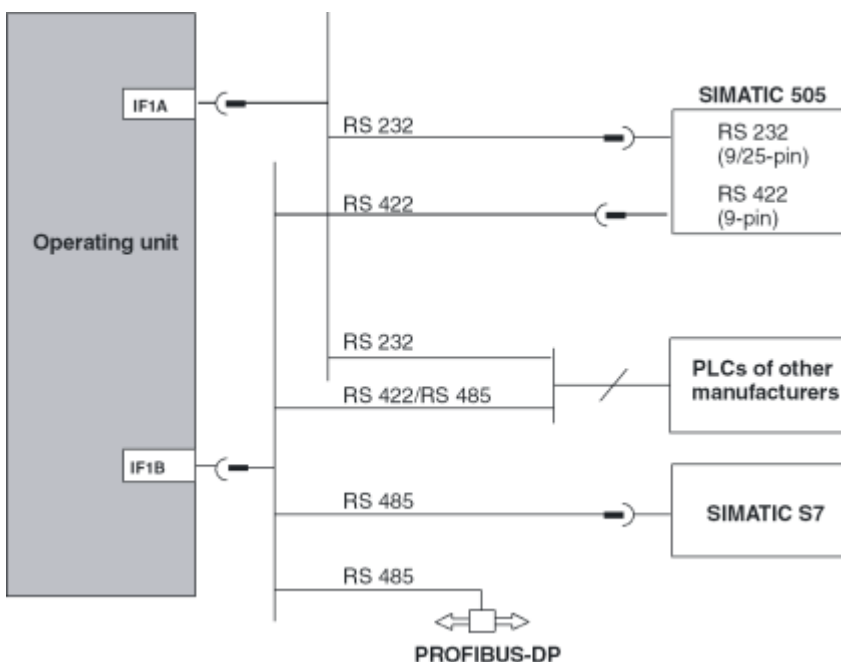 IF1A
SIMATIC 505
RS 232
RS 232
(9/25-pin)
RS 422
RS 422
(9-pin)
Operating unit
RS 232
PLCs of other
manufacturers
RS 422/RS 485
IF1B
RS 485
SIMATIC S7
RS 485
PROFIBUS-DP